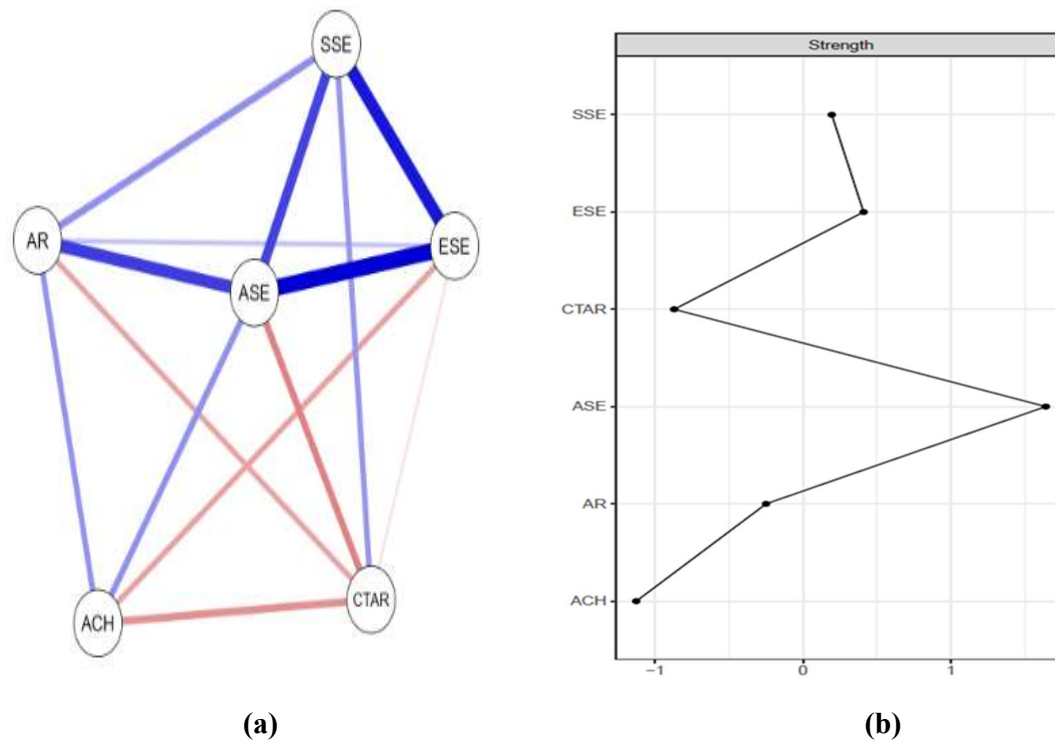 SSE
AR
ESE
ASE
CTAR
ACH
(a)
Strength
SSE
ESE
CTAR
ASE
AR
ACH
−1 0 1
(b)